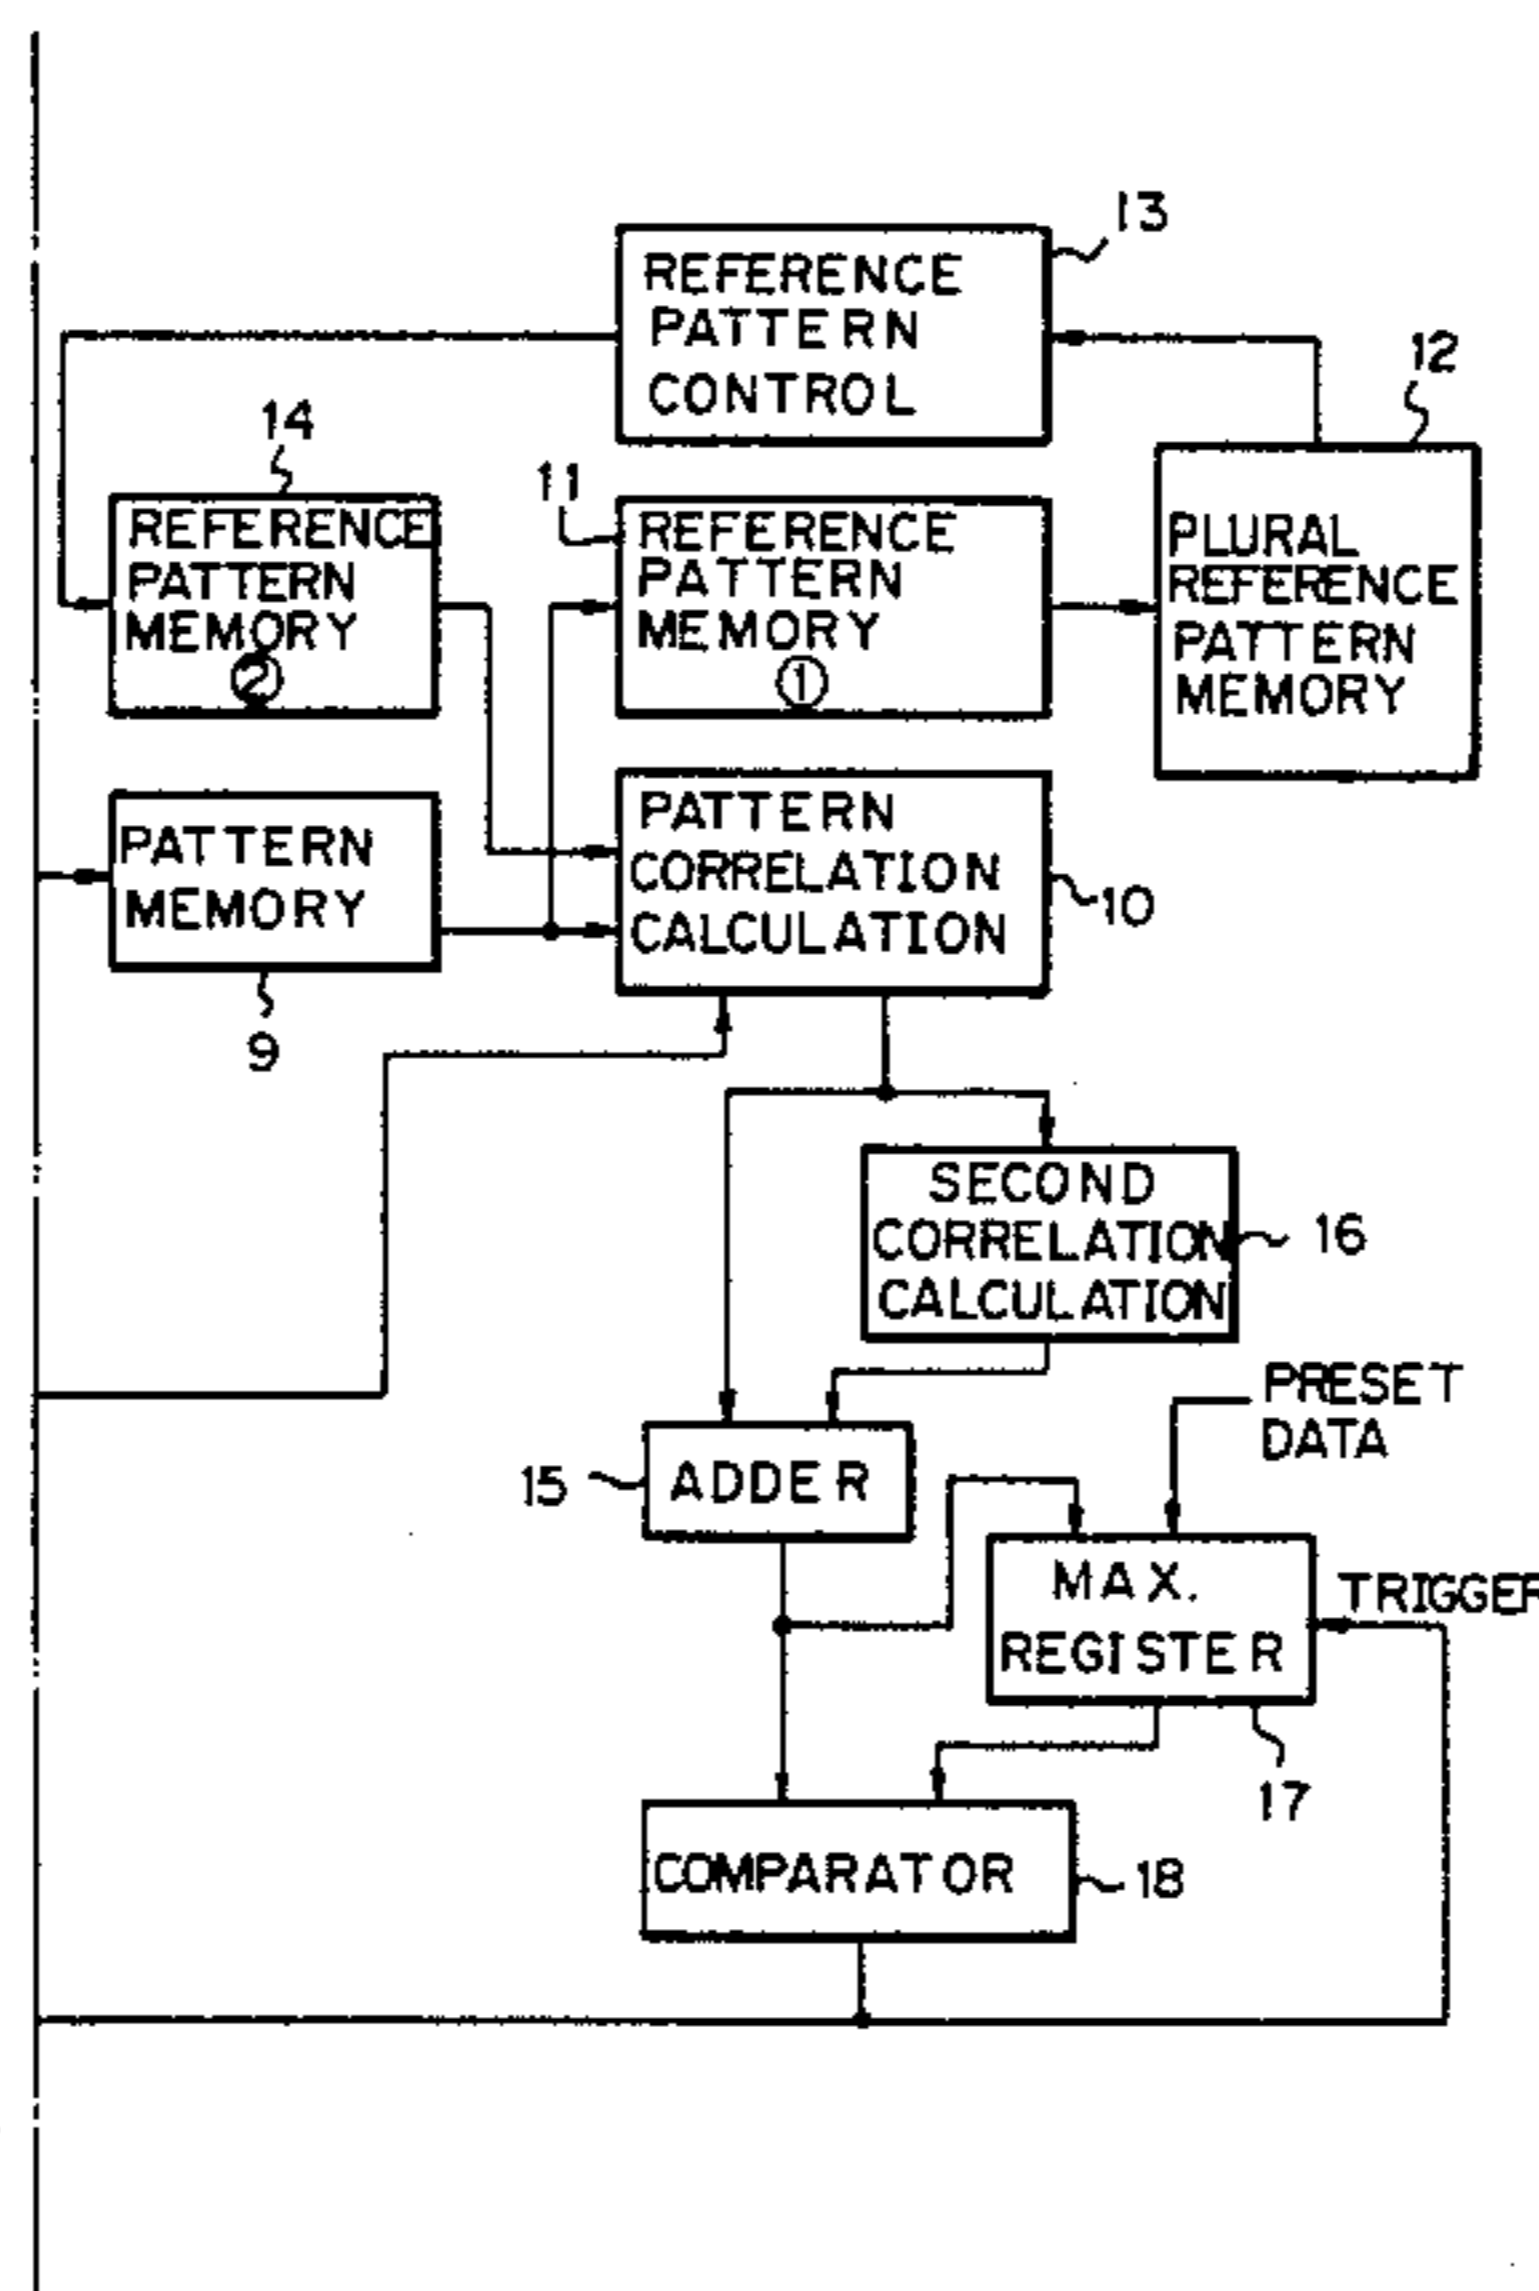 13
REFERENCE
PATTERN
CONTROL
12
14
11
REFERENCE
PATTERN
MEMORY
②
REFERENCE
PATTERN
MEMORY
①
PLURAL
REFERENCE
PATTERN
MEMORY
PATTERN
MEMORY
9
PATTERN
CORRELATION
CALCULATION
10
SECOND
CORRELATION
CALCULATION
16
PRESET
DATA
15
ADDER
MAX.
REGISTER
TRIGGER
17
COMPARATOR
18